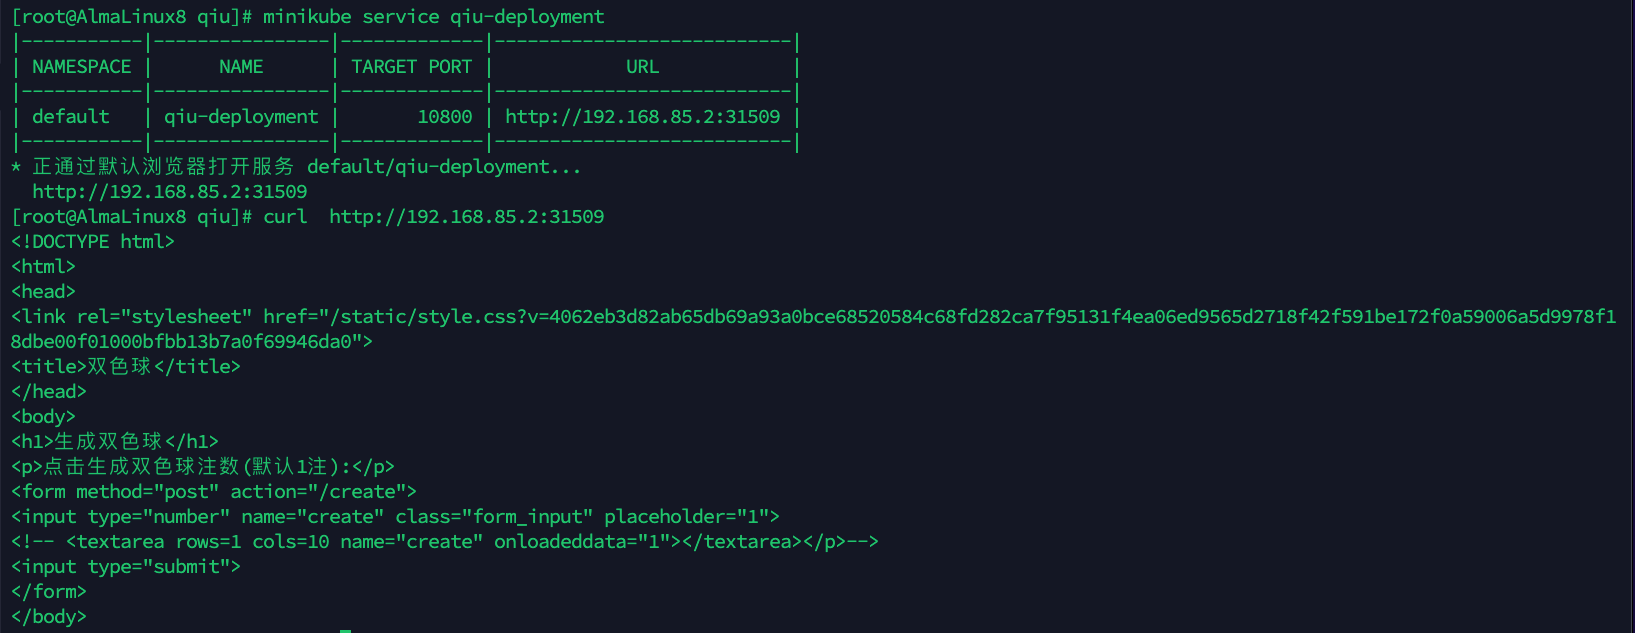 [root@AlmaLinux8 qiu]# minikube service qiu-deployment
|-----------|----------------|-------------|---------------------------|
| NAMESPACE |      NAME      | TARGET PORT |            URL            |
|-----------|----------------|-------------|---------------------------|
| default   | qiu-deployment |       10800 | http://192.168.85.2:31509 |
|-----------|----------------|-------------|---------------------------|
* 正通过默认浏览器打开服务 default/qiu-deployment...
  http://192.168.85.2:31509
[root@AlmaLinux8 qiu]# curl  http://192.168.85.2:31509
<!DOCTYPE html>
<html>
<head>
<link rel="stylesheet" href="/static/style.css?v=4062eb3d82ab65db69a93a0bce68520584c68fd282ca7f95131f4ea06ed9565d2718f42f591be172f0a59006a5d9978f1
8dbe00f01000bfbb13b7a0f69946da0">
<title>双色球</title>
</head>
<body>
<h1>生成双色球</h1>
<p>点击生成双色球注数(默认1注):</p>
<form method="post" action="/create">
<input type="number" name="create" class="form_input" placeholder="1">
<!-- <textarea rows=1 cols=10 name="create" onloadeddata="1"></textarea></p>-->
<input type="submit">
</form>
</body>